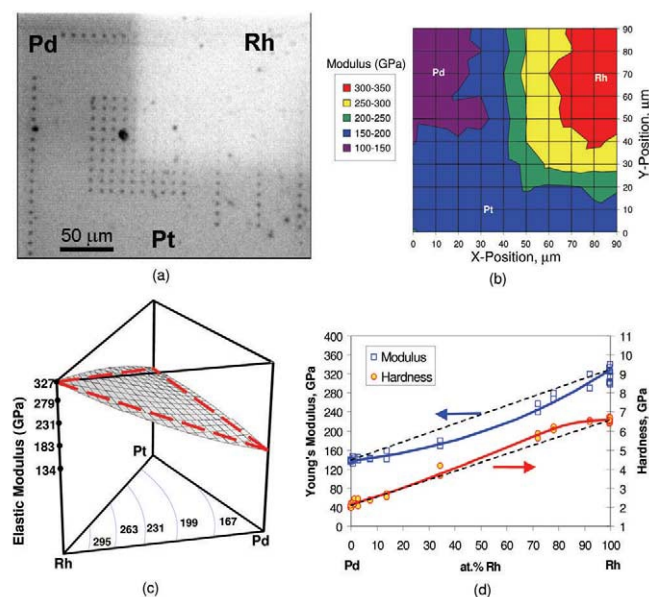 Pd
Rh
50 μm
Pt
(a)
Modulus (GPa)
300-350
250-300
200-250
150-200
100-150
Pd
Rh
Pt
90
80
70
60
50
40
30
20
10
0
Y-Position, μm
0 10 20 30 40 50 60 70 80 90
X-Position, μm
(b)
Elastic Modulus (GPa)
327
279
231
183
134
Pt
295 263 231 199 167
Rh
Pd
(c)
Modulus
Hardness
Young's Modulus, GPa
400
360
320
280
240
200
160
120
80
40
0
11
10
9
8
7
6
5
4
3
2
1
Hardness, GPa
0 10 20 30 40 50 60 70 80 90 100
Pd at.% Rh Rh
(d)